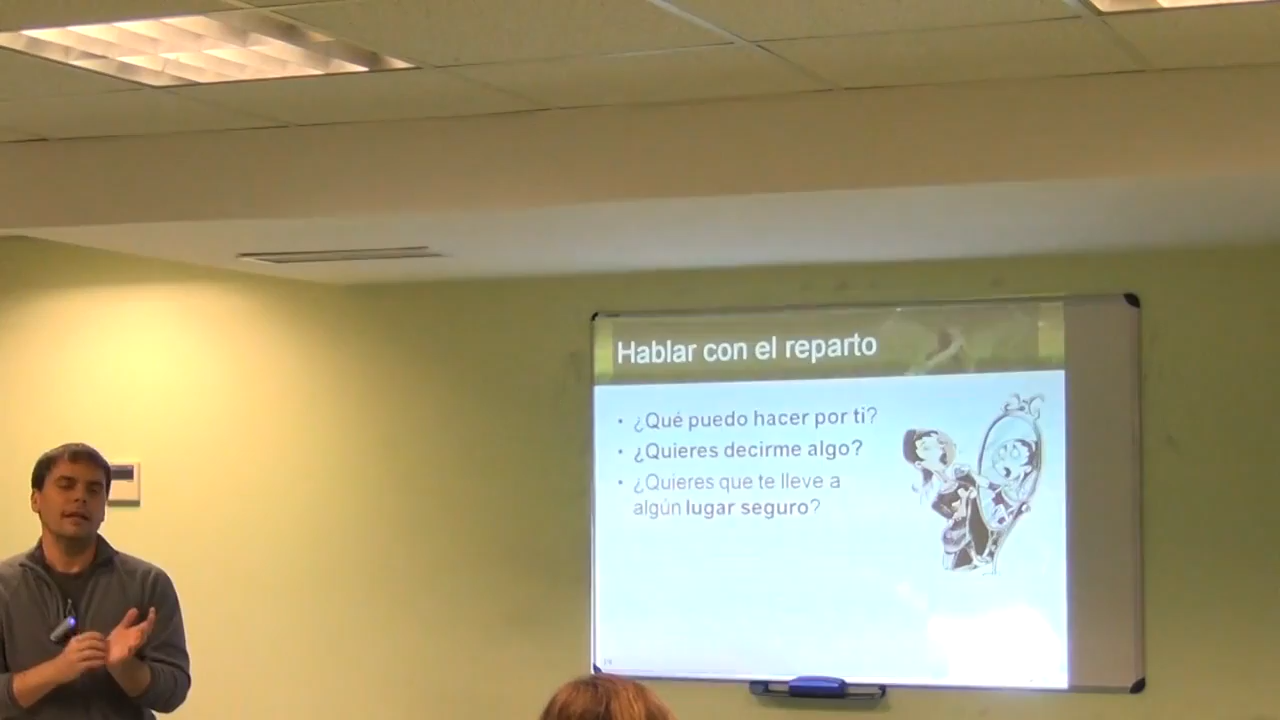 Hablar con el reparto
• ¿Qué puedo hacer por ti?
• ¿Quieres decirme algo?
• ¿Quieres que te lleve a
algún lugar seguro?